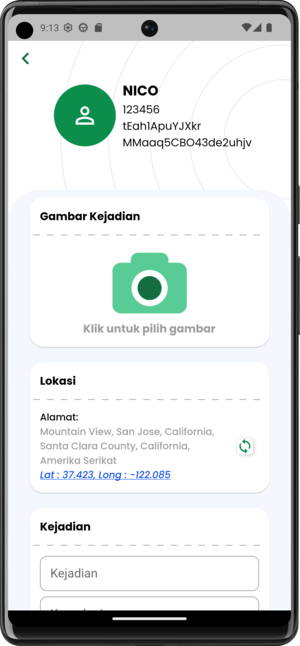 9:13
NICO
123456
tEah1ApuYJXkr
MMaaq5CBO43de2uhjv
Gambar Kejadian
Klik untuk pilih gambar
Lokasi
Alamat:
Mountain View, San Jose, California,
Santa Clara County, California,
Amerika Serikat
Lat : 37.423, Long : -122.085
Kejadian
Kejadian